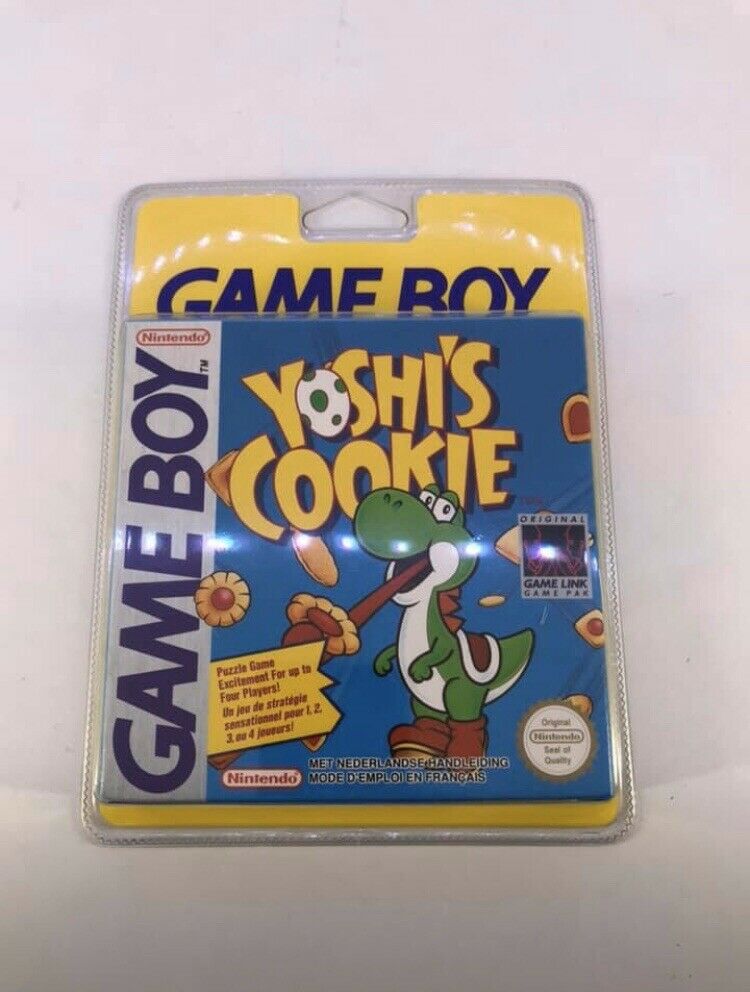 GAME BOY
Nintendo
GAME BOY™
YOSHI'S
COOKIE
ORIGINAL
GAME LINK
GAME PAK
Puzzle Game
Excitement For up to
Four Players!
Un jeu de stratégie
sensationnel pour 1, 2,
3, ou 4 joueurs!
Original
Nintendo
Seal of
Quality
MET NEDERLANDSE HANDLEIDING
MODE D'EMPLOI EN FRANÇAIS
Nintendo